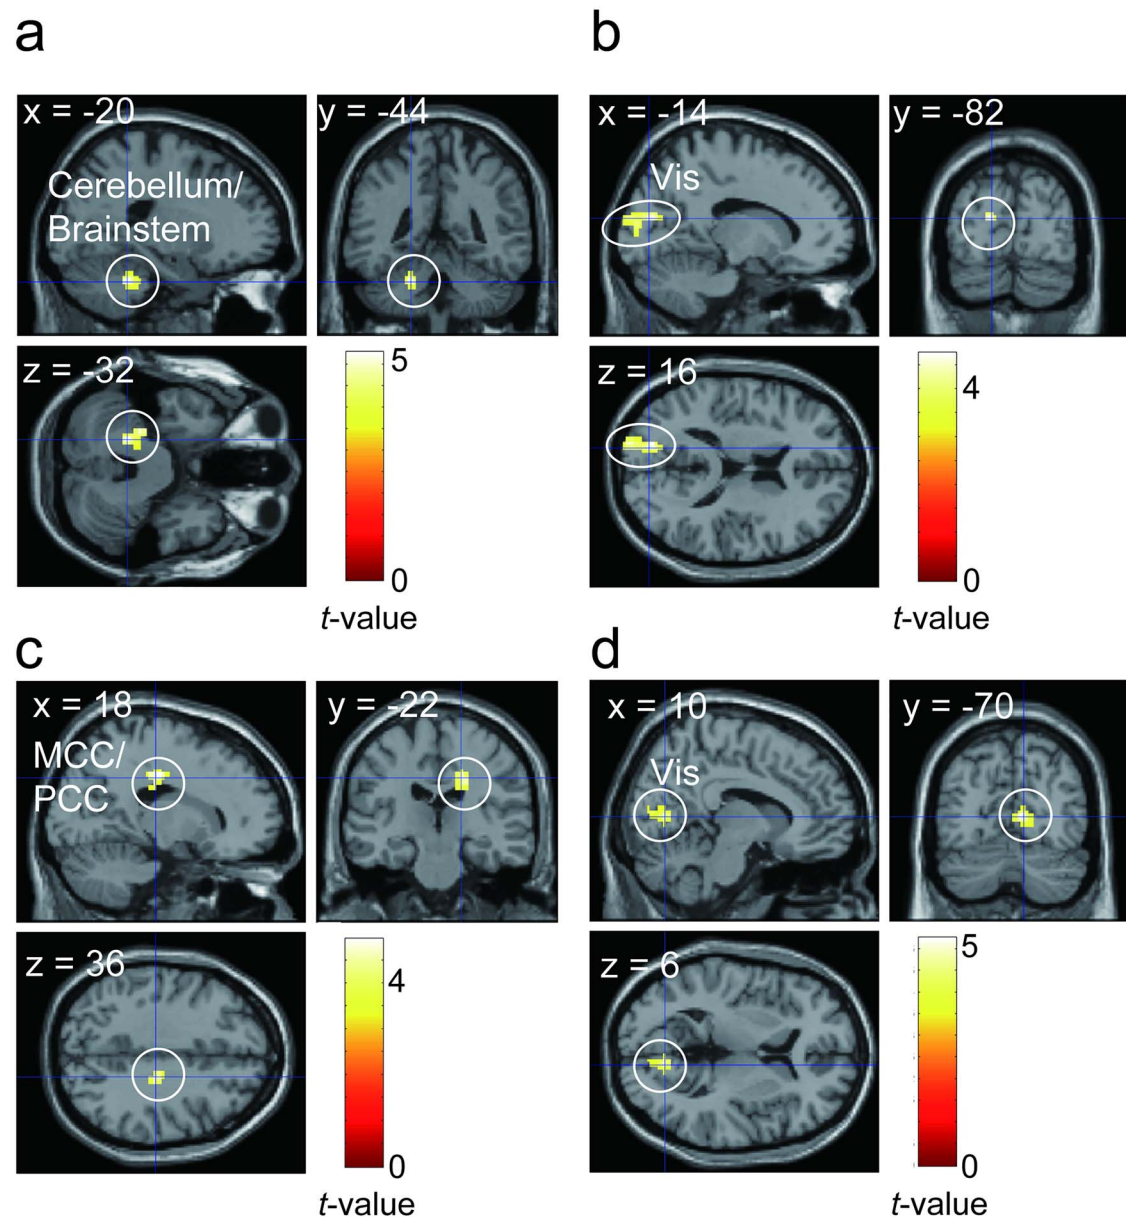 a
x = -20
y = -44
Cerebellum/
Brainstem
z = -32
5
0
t-value
b
x = -14
y = -82
Vis
z = 16
4
0
t-value
c
x = 18
y = -22
MCC/
PCC
z = 36
4
0
t-value
d
x = 10
y = -70
Vis
z = 6
5
0
t-value